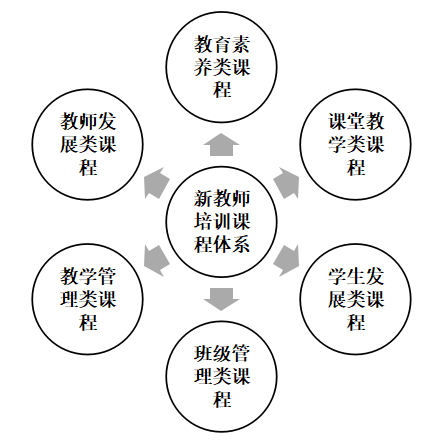 教育素
养类课
程
教师发
展类课
程
课堂教
学类课
程
新教师
培训课
程体系
教学管
理类课
程
学生发
展类课
程
班级管
理类课
程